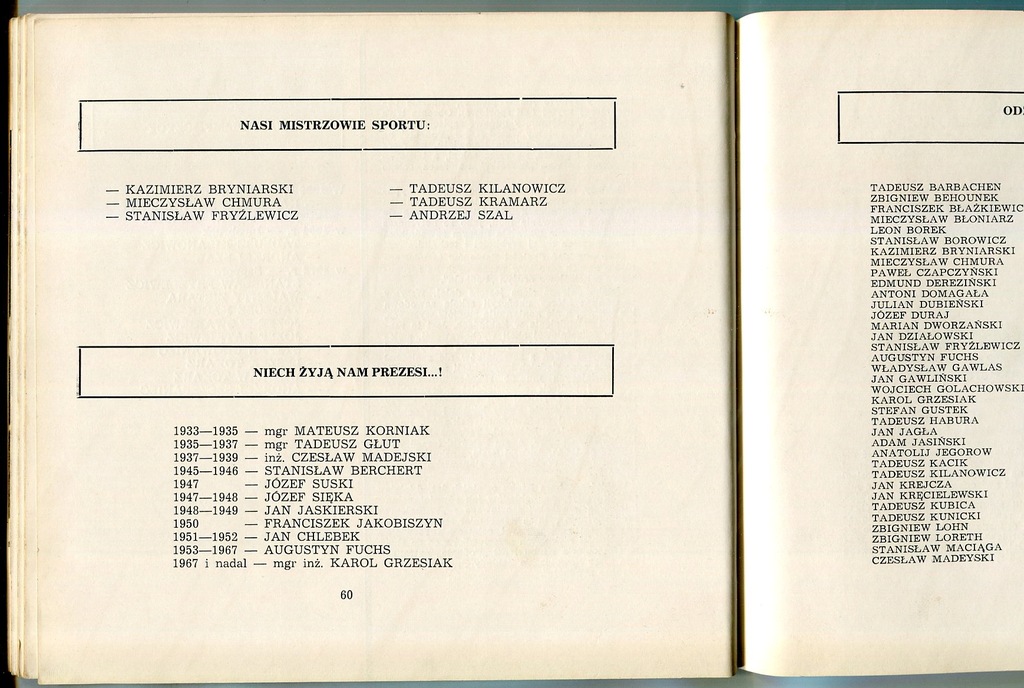 NASI MISTRZOWIE SPORTU:
— KAZIMIERZ BRYNIARSKI
— MIECZYSŁAW CHMURA
— STANISŁAW FRYŹLEWICZ
— TADEUSZ KILANOWICZ
— TADEUSZ KRAMARZ
— ANDRZEJ SZAL
NIECH ŻYJĄ NAM PREZESI...!
1933—1935 — mgr MATEUSZ KORNIAK
1935—1937 — mgr TADEUSZ GŁUT
1937—1939 — inż. CZESŁAW MADEJSKI
1945—1946 — STANISŁAW BERCHERT
1947 — JÓZEF SUSKI
1947—1948 — JÓZEF SIĘKA
1948—1949 — JAN JASKIERSKI
1950 — FRANCISZEK JAKOBISZYN
1951—1952 — JAN CHLEBEK
1953—1967 — AUGUSTYN FUCHS
1967 i nadal — mgr inż. KAROL GRZESIAK
60
TADEUSZ BARBACHEN
ZBIGNIEW BEHOUNEK
FRANCISZEK BŁAŻKIEWIC
MIECZYSŁAW BŁONIARZ
LEON BOREK
STANISŁAW BOROWICZ
KAZIMIERZ BRYNIARSKI
MIECZYSŁAW CHMURA
PAWEŁ CZAPCZYŃSKI
EDMUND DEREZIŃSKI
ANTONI DOMAGAŁA
JULIAN DUBIEŃSKI
JÓZEF DURAJ
MARIAN DWORZAŃSKI
JAN DZIAŁOWSKI
STANISŁAW FRYŹLEWICZ
AUGUSTYN FUCHS
WŁADYSŁAW GAWLAS
JAN GAWLIŃSKI
WOJCIECH GOLACHOWSKI
KAROL GRZESIAK
STEFAN GUSTEK
TADEUSZ HABURA
JAN JAGŁA
ADAM JASIŃSKI
ANATOLIJ JEGOROW
TADEUSZ KACIK
TADEUSZ KILANOWICZ
JAN KREJCZA
JAN KRĘCIELEWSKI
TADEUSZ KUBICA
TADEUSZ KUNICKI
ZBIGNIEW LOHN
ZBIGNIEW LORETH
STANISŁAW MACIĄGA
CZESŁAW MADEYSKI